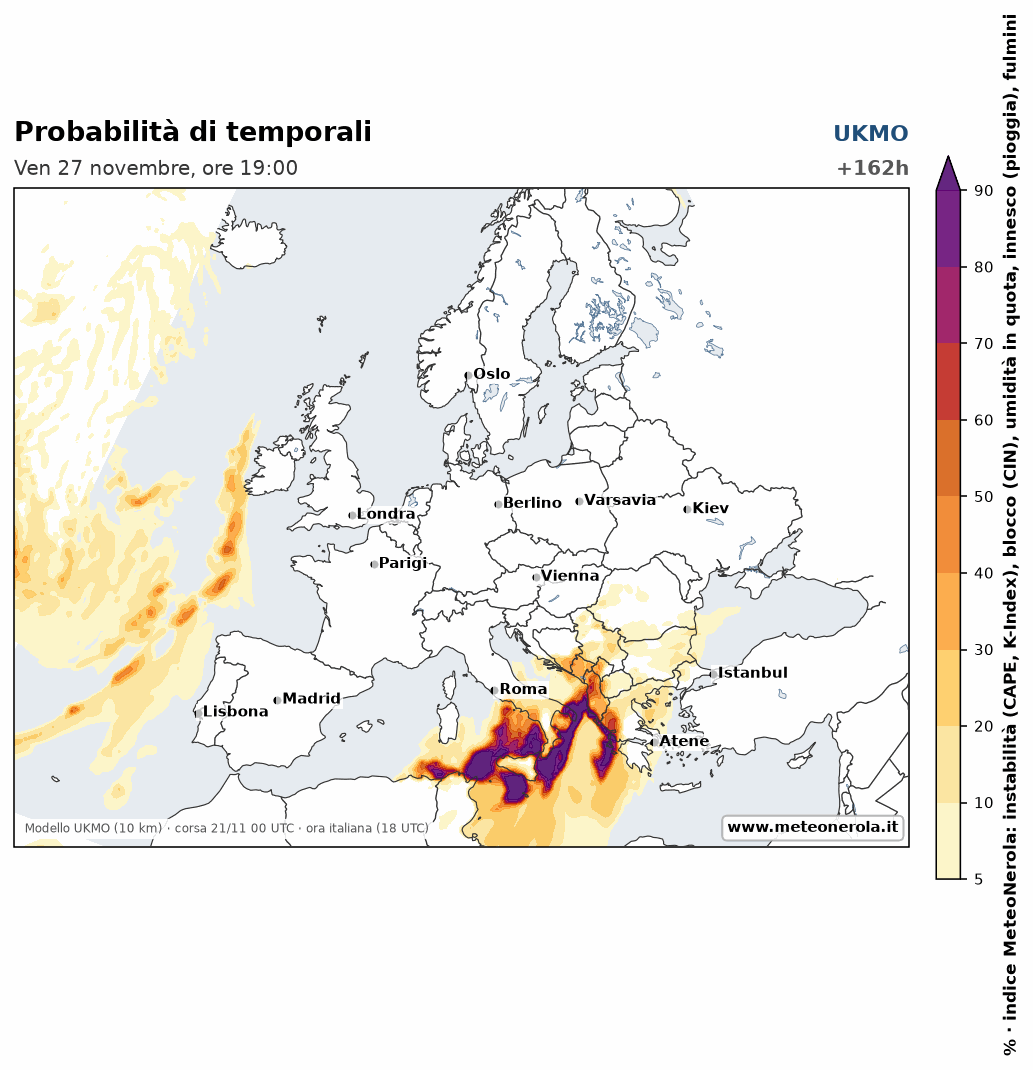 Probabilità di temporali
UKMO
Ven 27 novembre, ore 19:00
+162h
Oslo
Londra
Berlino
Varsavia
Kiev
Parigi
Vienna
Istanbul
Roma
Madrid
Lisbona
Atene
Modello UKMO (10 km) · corsa 21/11 00 UTC · ora italiana (18 UTC)
www.meteonerola.it
90
80
70
60
50
40
30
20
10
5
% · indice MeteoNerola: instabilità (CAPE, K-Index), blocco (CIN), umidità in quota, innesco (pioggia), fulmini